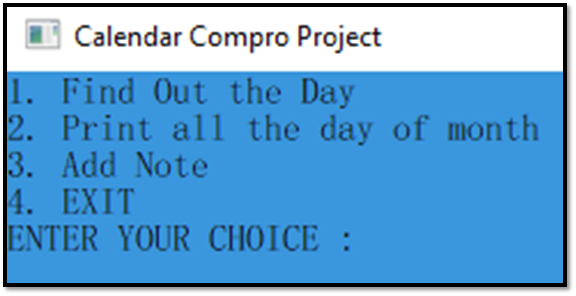 Calendar Compro Project
1. Find Out the Day
2. Print all the day of month
3. Add Note
4. EXIT
ENTER YOUR CHOICE :